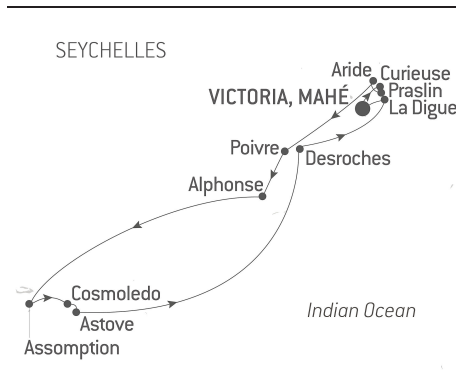 SEYCHELLES
Aride
Curieuse
Praslin
VICTORIA, MAHÉ
La Digue
Poivre
Desroches
Alphonse
Cosmoledo
Indian Ocean
Astove
Assomption